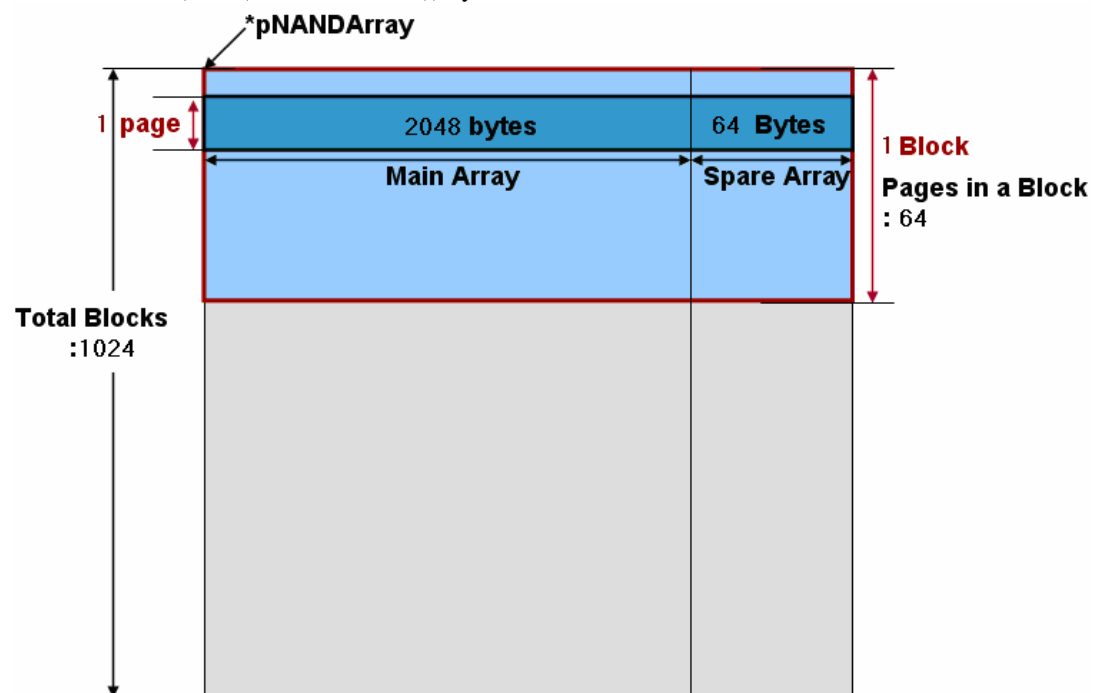 *pNANDArray
1 page
2048 bytes
64 Bytes
Main Array
Spare Array
1 Block
Pages in a Block
: 64
Total Blocks
:1024